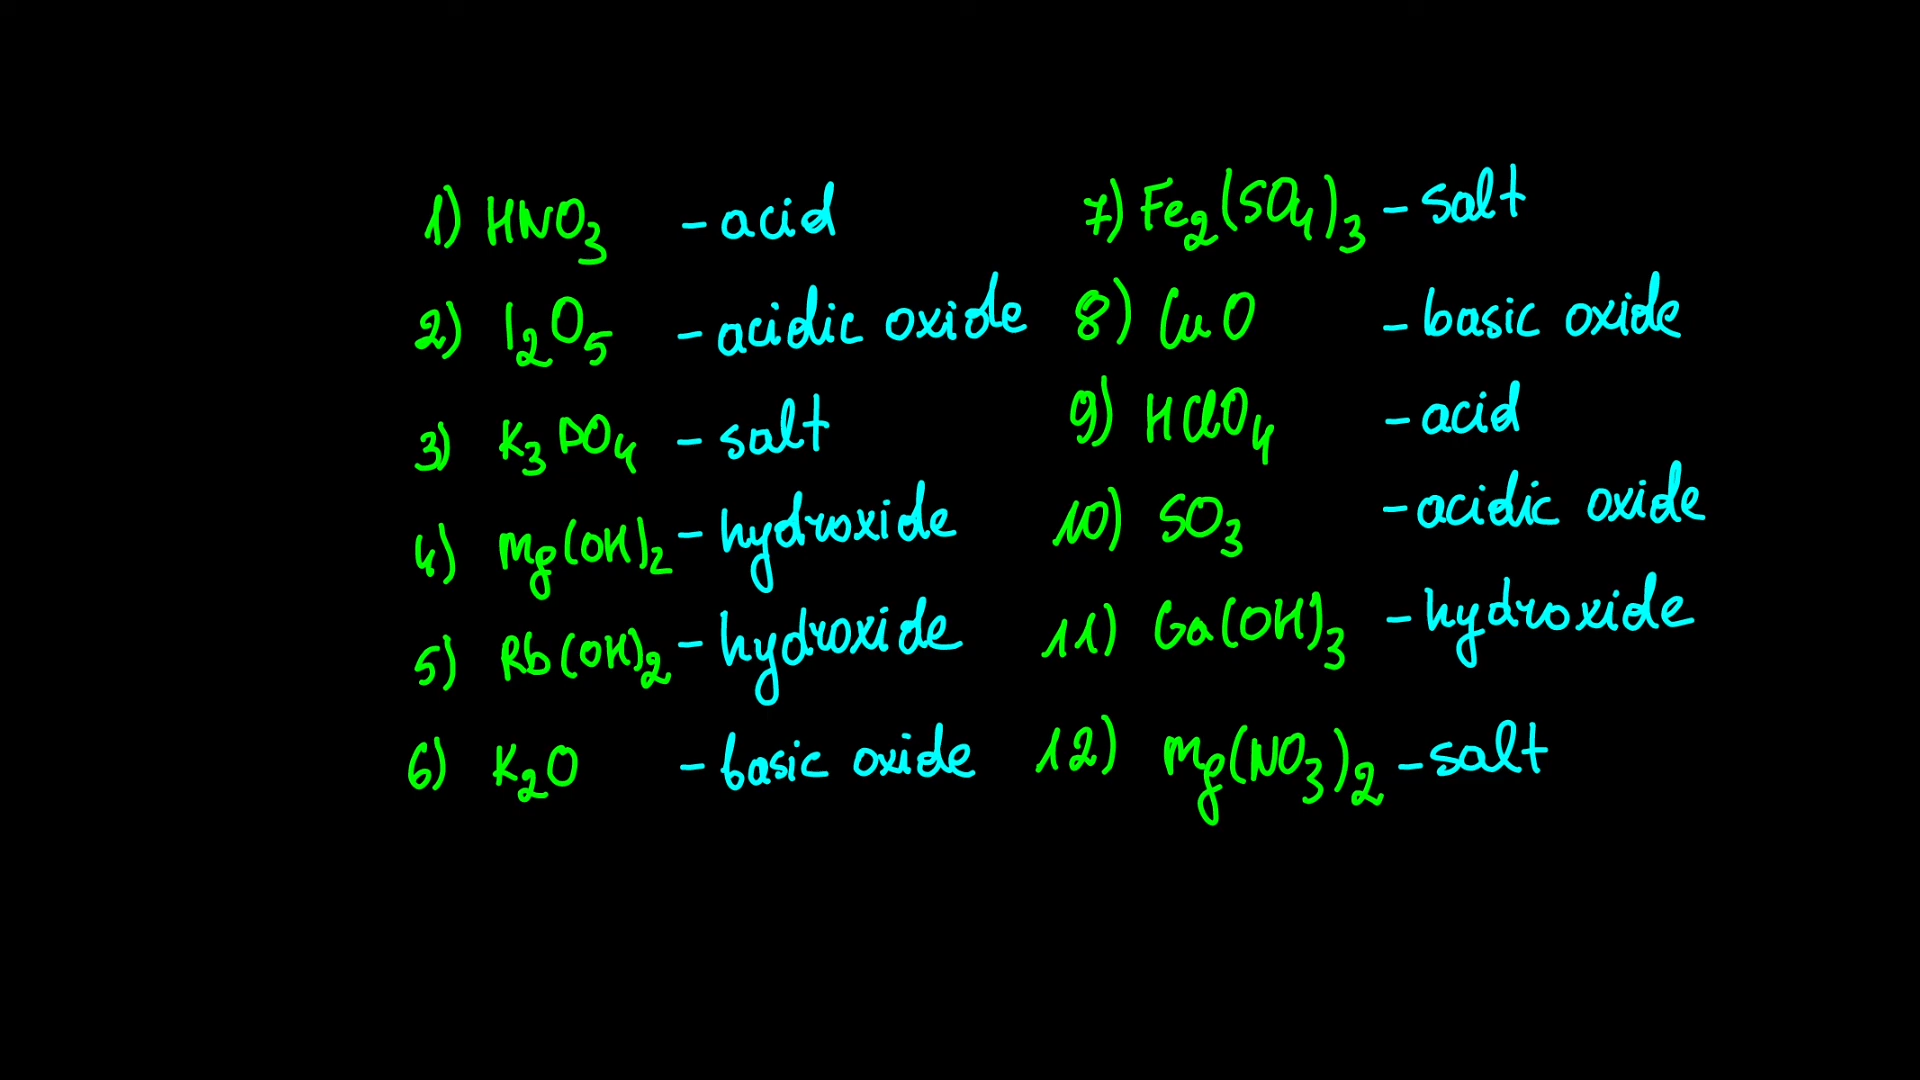 1) HNO₃ - acid
2) I₂O₅ - acidic oxide
3) K₃PO₄ - salt
4) Mg(OH)₂ - hydroxide
5) Rb(OH)₂ - hydroxide
6) K₂O - basic oxide
7) Fe₂(SO₄)₃ - salt
8) CuO - basic oxide
9) HClO₄ - acid
10) SO₃ - acidic oxide
11) Ga(OH)₃ - hydroxide
12) Mg(NO₃)₂ - salt